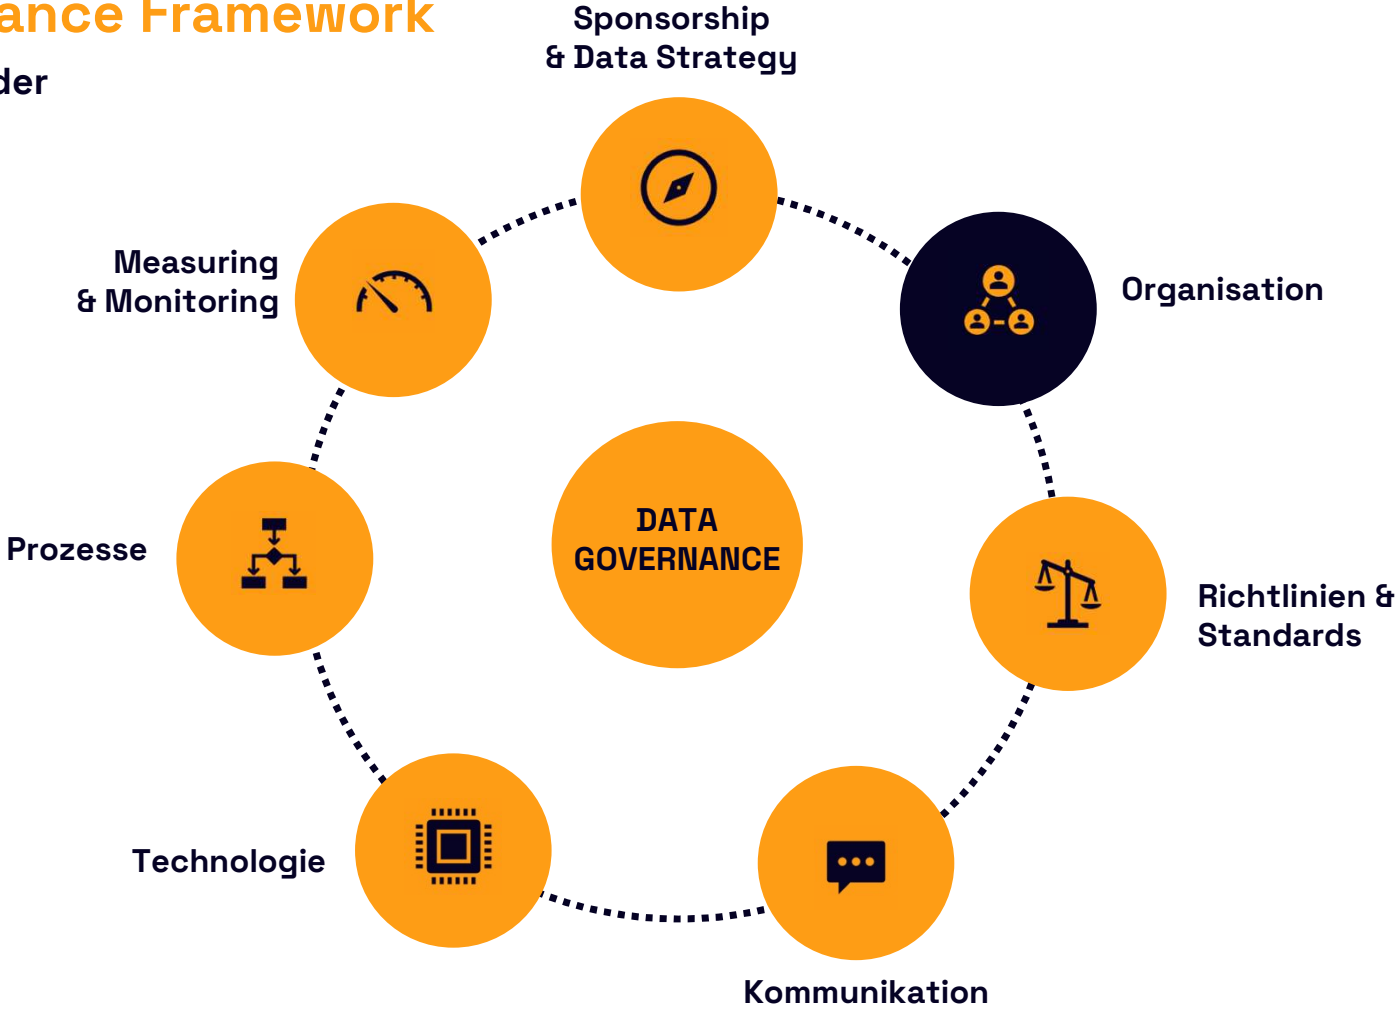 ance Framework
der
Sponsorship
& Data Strategy
Measuring
& Monitoring
Organisation
DATA
GOVERNANCE
Prozesse
Richtlinien &
Standards
Technologie
Kommunikation